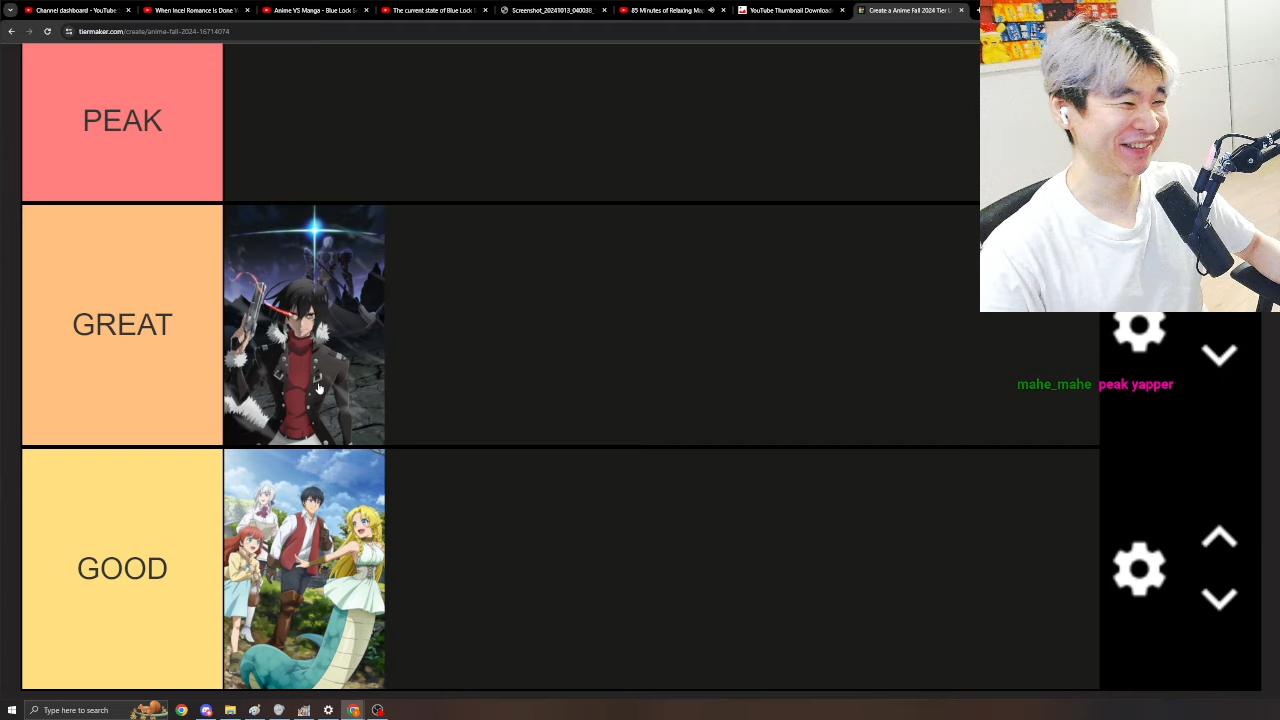 Channel dashboard - YouTube
When Incel Romance Is Done
Anime VS Manga - Blue Lock
The current state of Blue Lock
Screenshot_20241013_040038_
85 Minutes of Relaxing
YouTube Thumbnail Download
Create a Anime Fall 2024 Tier
tiermaker.com/create/anime-fall-2024-16714074
PEAK
GREAT
mahe_mahe peak yapper
GOOD
Type here to search